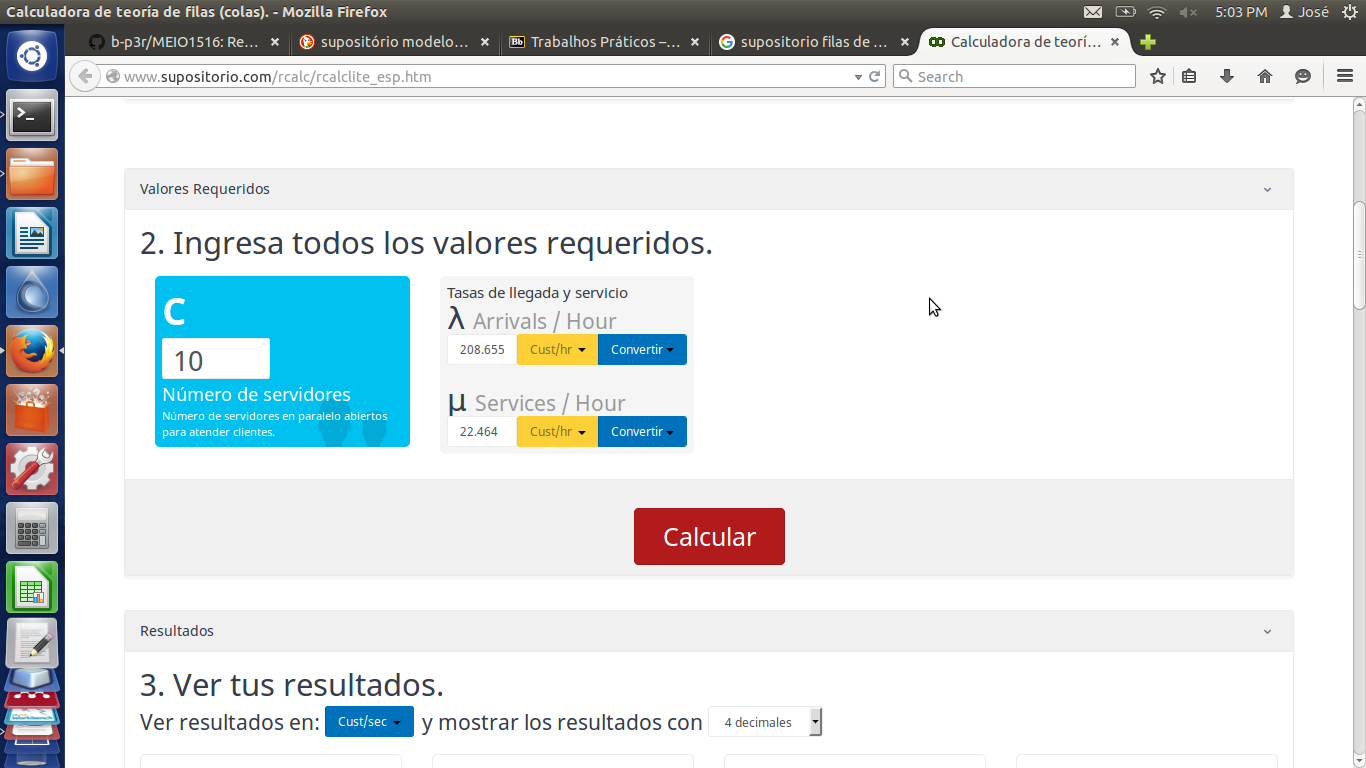 Calculadora de teoría de filas (colas). - Mozilla Firefox
5:03 PM José
b-p3r/MEIO1516: Re...
supositório modelo...
Bb Trabalhos Práticos –...
supositorio filas de ...
Calculadora de teorí...
www.supositorio.com/rcalc/rcalclite_esp.htm
Search
Valores Requeridos
2. Ingresa todos los valores requeridos.
C
10
Número de servidores
Número de servidores en paralelo abiertos
para atender clientes.
Tasas de llegada y servicio
λ Arrivals / Hour
208.655 Cust/hr Convertir
μ Services / Hour
22.464 Cust/hr Convertir
Calcular
Resultados
3. Ver tus resultados.
Ver resultados en: Cust/sec y mostrar los resultados con 4 decimales